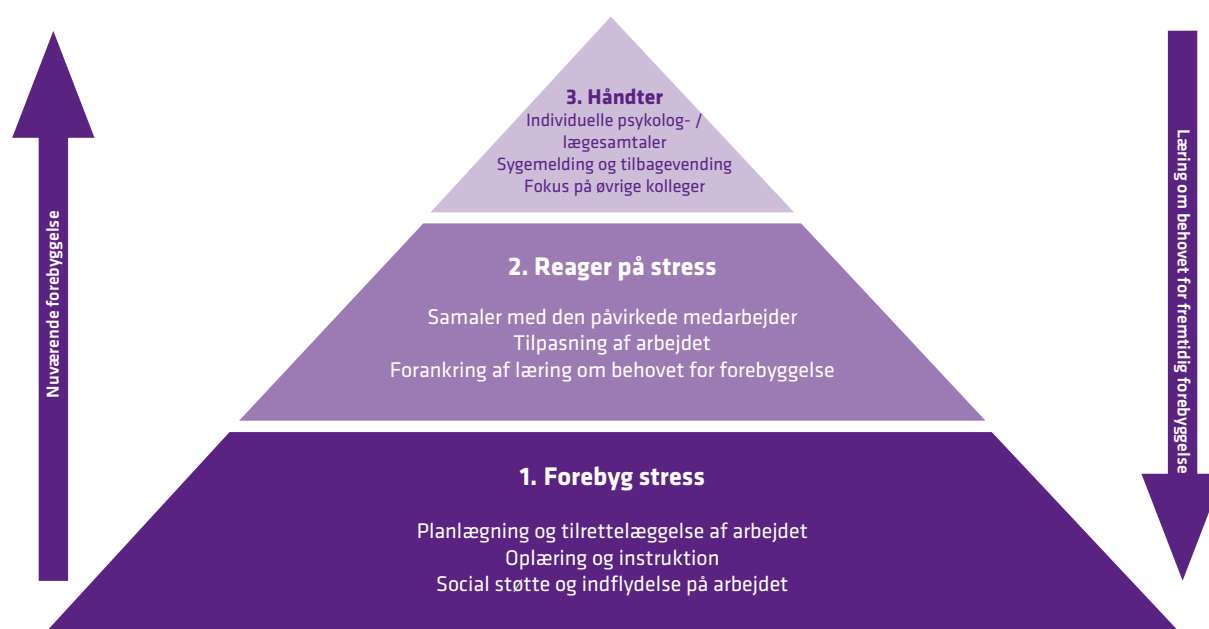 3. Håndter
Individuelle psykolog- /
lægesamtaler
Sygemelding og tilbagevending
Fokus på øvrige kolleger
2. Reager på stress
Samaler med den påvirkede medarbejder
Tilpasning af arbejdet
Forankring af læring om behovet for forebyggelse
1. Forebyg stress
Planlægning og tilrettelæggelse af arbejdet
Oplæring og instruktion
Social støtte og indflydelse på arbejdet
Nuværende forebyggelse
Læring om behovet for fremtidig forebyggelse